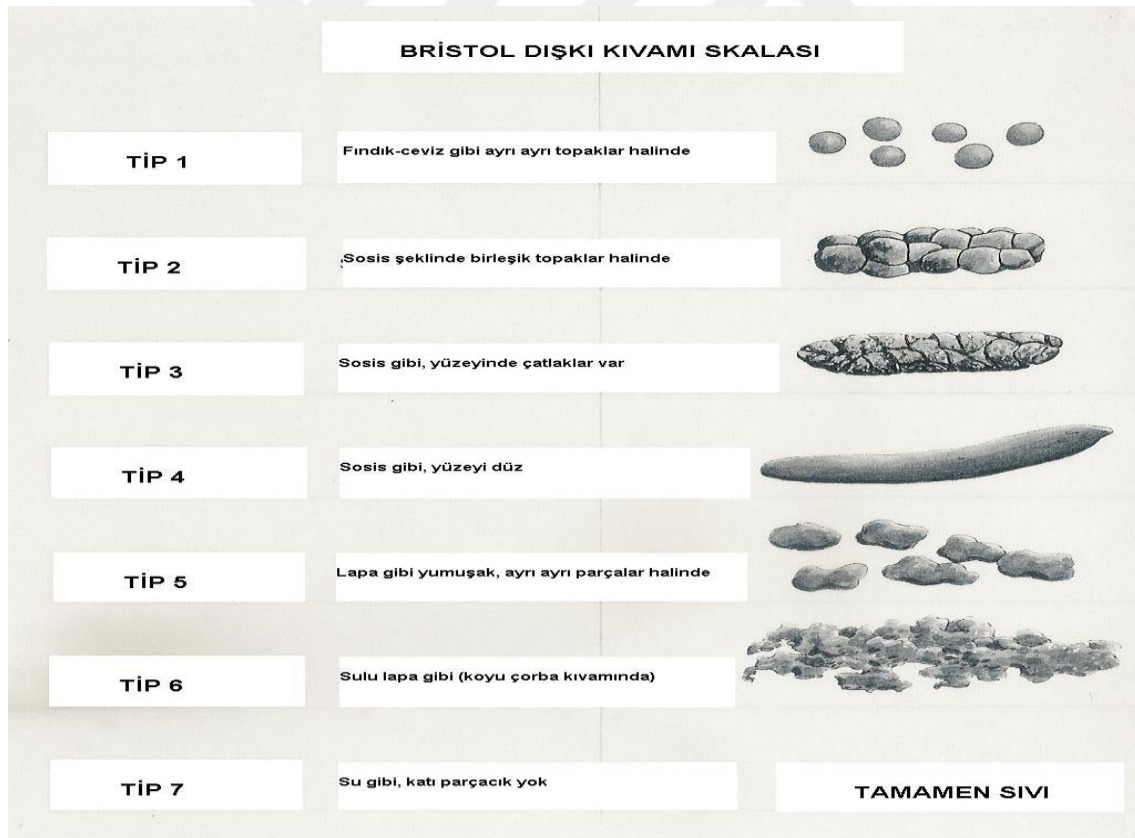 BRİSTOL DIŞKI KIVAMI SKALASI
TİP 1
Fındık-ceviz gibi ayrı ayrı topaklar halinde
TİP 2
Sosis şeklinde birleşik topaklar halinde
TİP 3
Sosis gibi, yüzeyinde çatlaklar var
TİP 4
Sosis gibi, yüzeyi düz
TİP 5
Lapa gibi yumuşak, ayrı ayrı parçalar halinde
TİP 6
Sulu lapa gibi (koyu çorba kıvamında)
TİP 7
Su gibi, katı parçacık yok
TAMAMEN SIVI